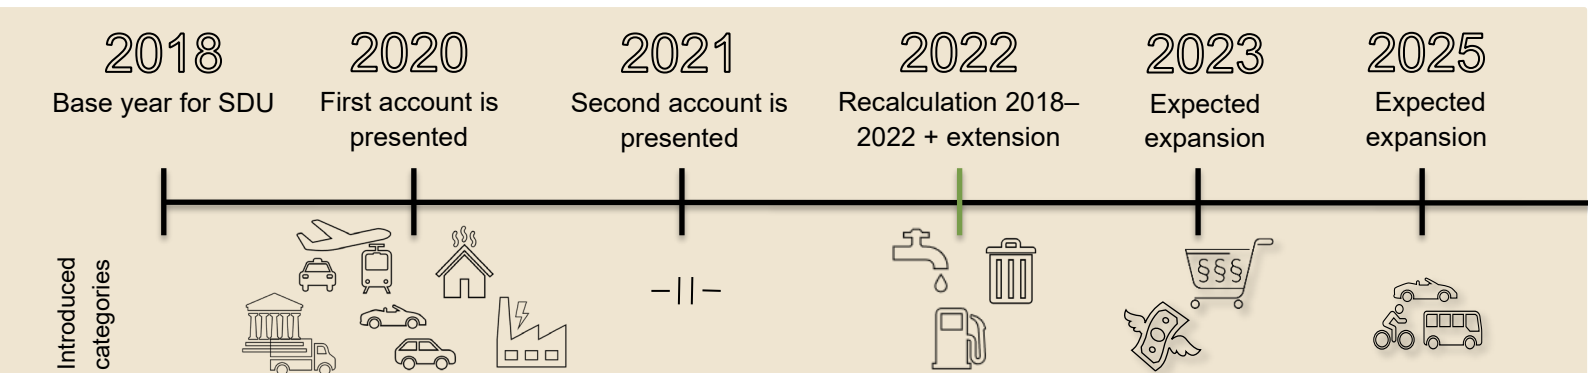 2018
Base year for SDU
2020
First account is
presented
2021
Second account is
presented
2022
Recalculation 2018–
2022 + extension
2023
Expected
expansion
2025
Expected
expansion
Introduced
categories
–||–
§§§